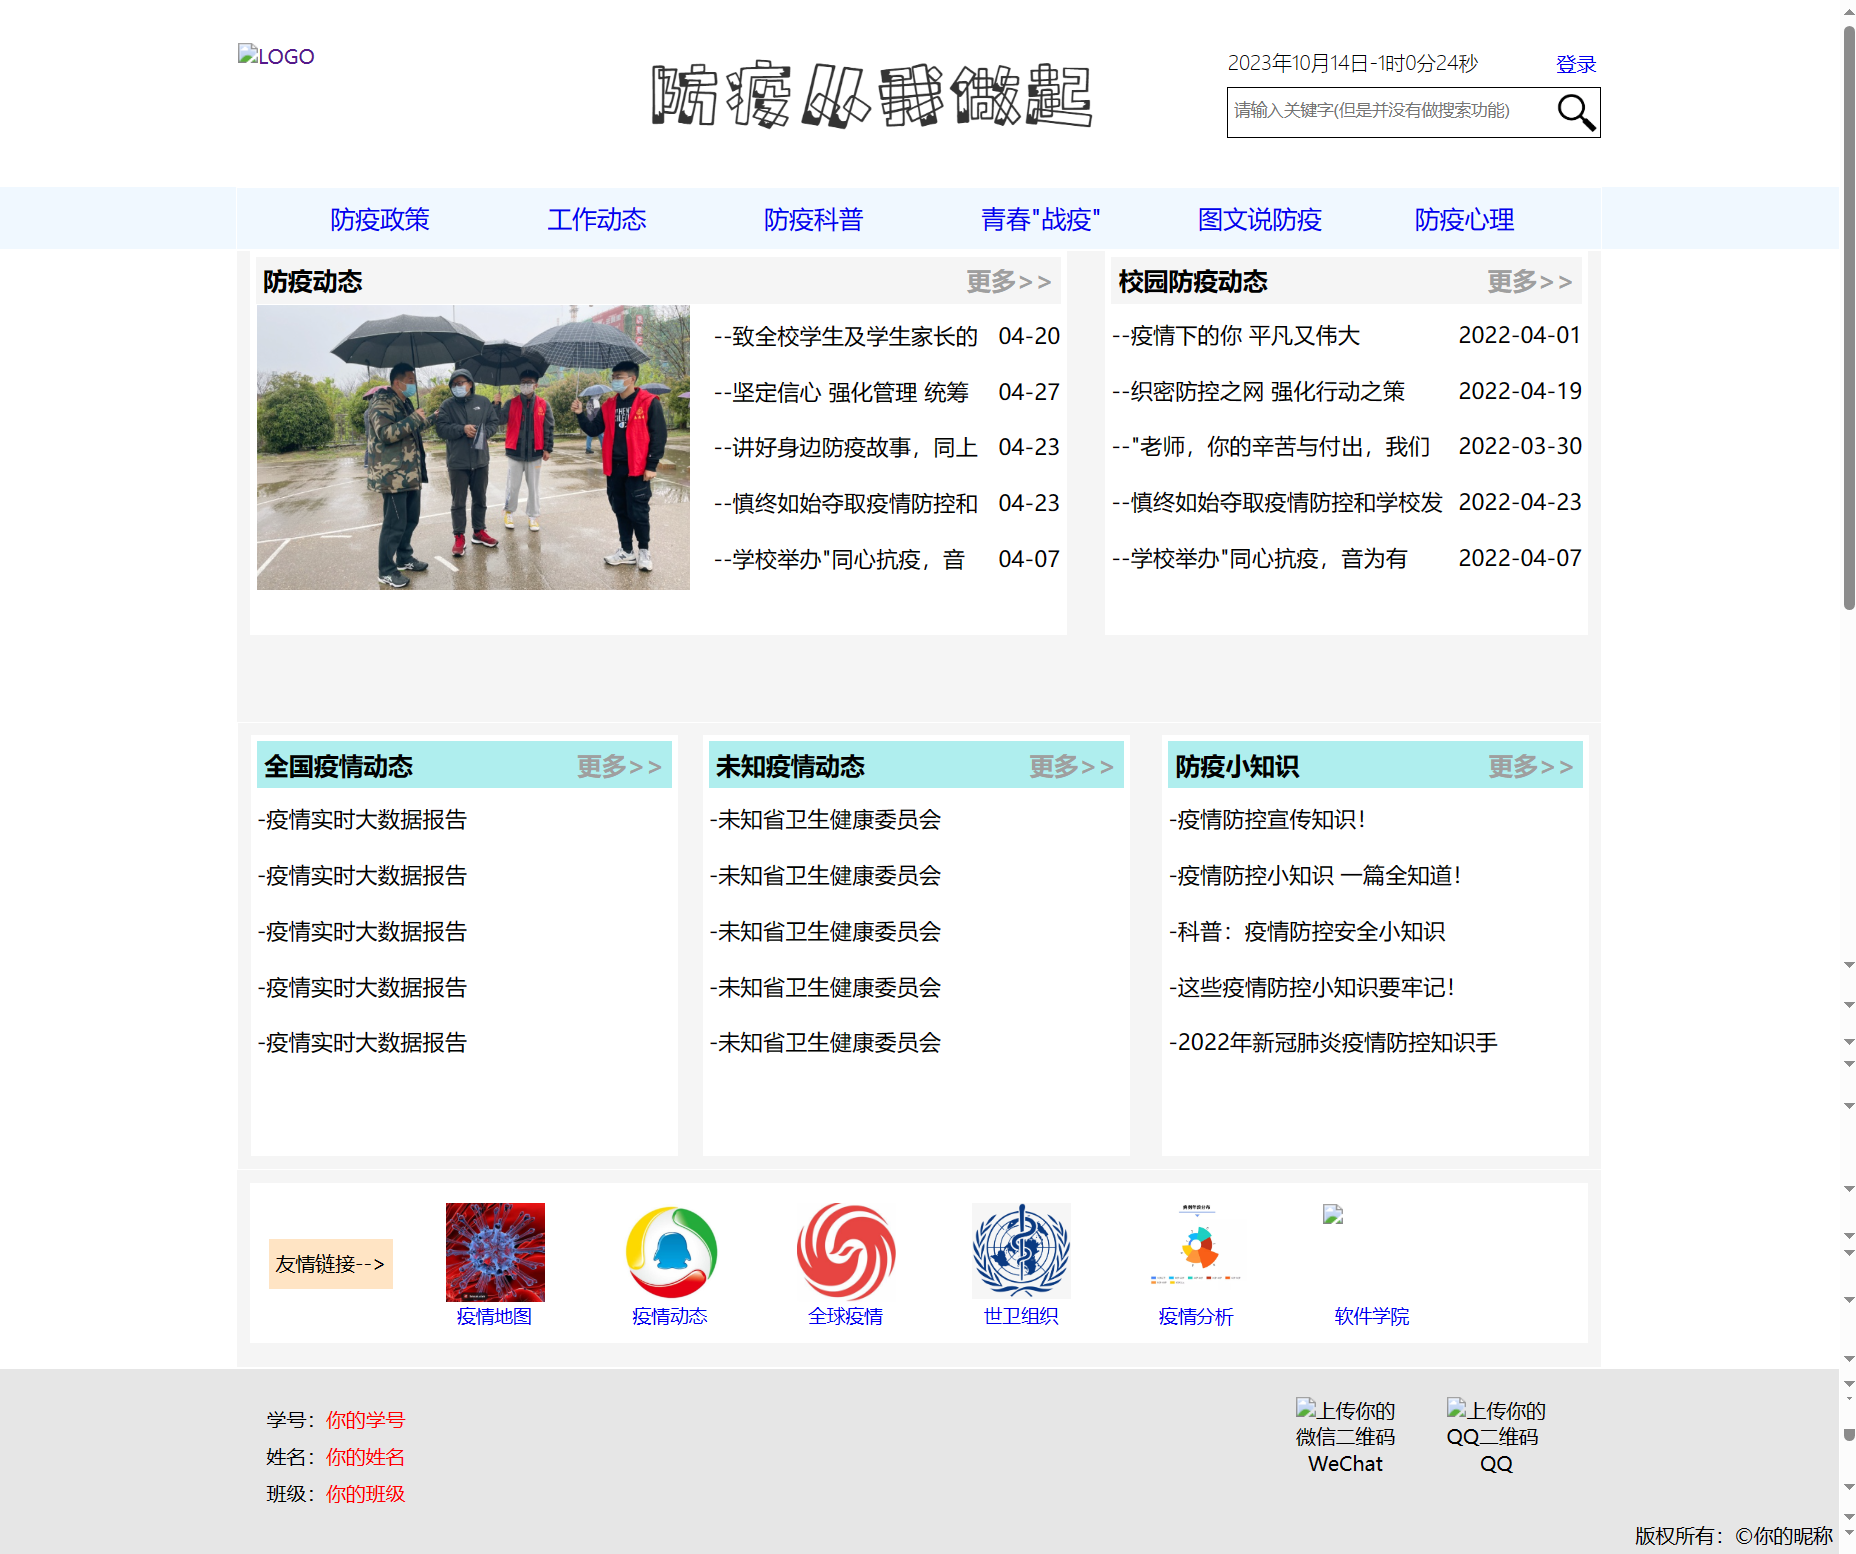 LOGO
防疫从我做起
2023年10月14日-1时0分24秒
登录
请输入关键字(但是并没有做搜索功能)
防疫政策
工作动态
防疫科普
青春"战疫"
图文说防疫
防疫心理
防疫动态
更多>>
--致全校学生及学生家长的 04-20
--坚定信心 强化管理 统筹 04-27
--讲好身边防疫故事，同上 04-23
--慎终如始夺取疫情防控和 04-23
--学校举办"同心抗疫，音 04-07
校园防疫动态
更多>>
--疫情下的你 平凡又伟大 2022-04-01
--织密防控之网 强化行动之策 2022-04-19
--"老师，你的辛苦与付出，我们 2022-03-30
--慎终如始夺取疫情防控和学校发 2022-04-23
--学校举办"同心抗疫，音为有 2022-04-07
全国疫情动态
更多>>
-疫情实时大数据报告
-疫情实时大数据报告
-疫情实时大数据报告
-疫情实时大数据报告
-疫情实时大数据报告
未知疫情动态
更多>>
-未知省卫生健康委员会
-未知省卫生健康委员会
-未知省卫生健康委员会
-未知省卫生健康委员会
-未知省卫生健康委员会
防疫小知识
更多>>
-疫情防控宣传知识！
-疫情防控小知识 一篇全知道！
-科普：疫情防控安全小知识
-这些疫情防控小知识要牢记！
-2022年新冠肺炎疫情防控知识手
友情链接-->
疫情地图
疫情动态
全球疫情
世卫组织
疫情分析
软件学院
学号：你的学号
姓名：你的姓名
班级：你的班级
上传你的
微信二维码
WeChat
上传你的
QQ二维码
QQ
版权所有：©你的昵称